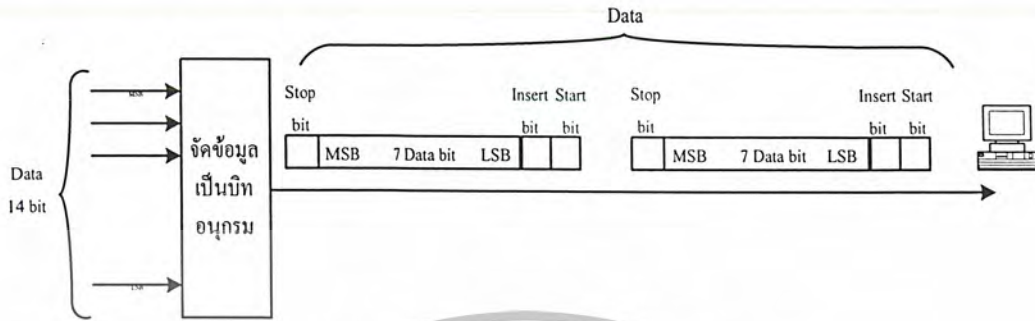 Data
Stop
Insert Start
Stop
Insert Start
bit
bit
bit
bit
bit
bit
MSB 7 Data bit LSB
MSB 7 Data bit LSB
MSB
Data
14 bit
จัดข้อมูล
เป็นบิท
อนุกรม
LSB